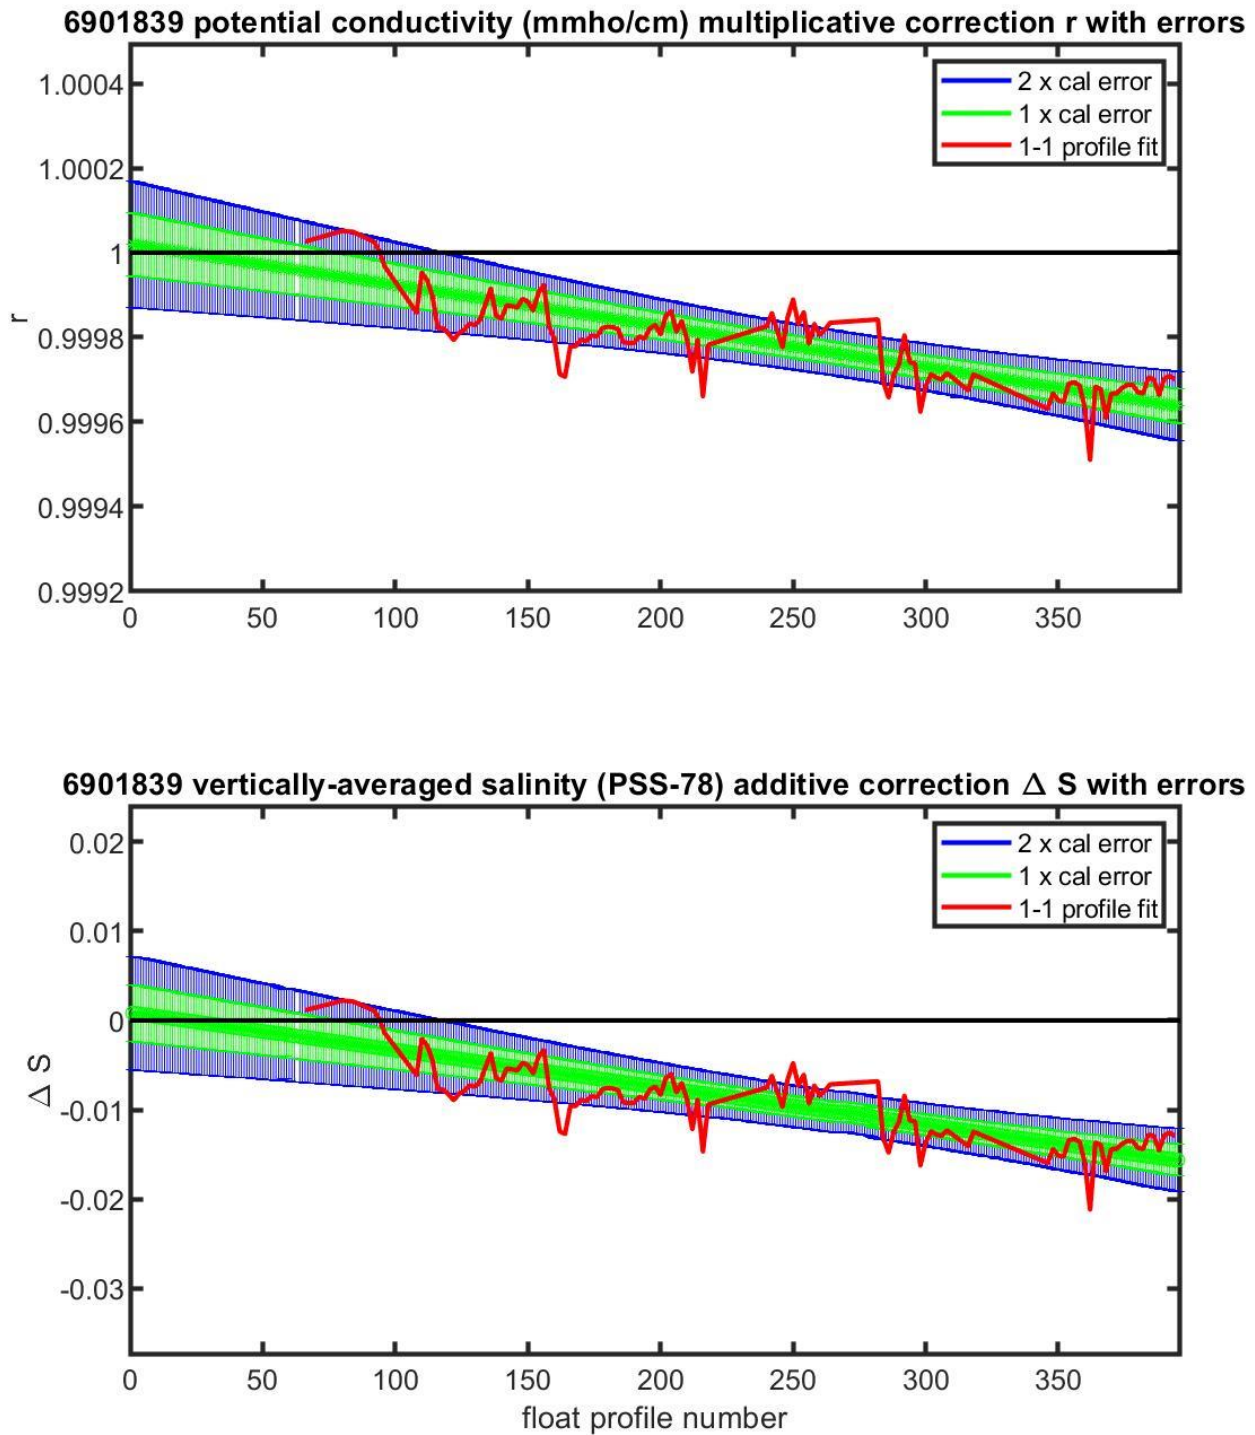 6901839 potential conductivity (mmho/cm) multiplicative correction r with errors
1.0004
1.0002
1
0.9998
0.9996
0.9994
0.9992
r
2 x cal error
1 x cal error
1-1 profile fit
0 50 100 150 200 250 300 350
6901839 vertically-averaged salinity (PSS-78) additive correction Δ S with errors
0.02
0.01
0
-0.01
-0.02
-0.03
Δ S
2 x cal error
1 x cal error
1-1 profile fit
0 50 100 150 200 250 300 350
float profile number